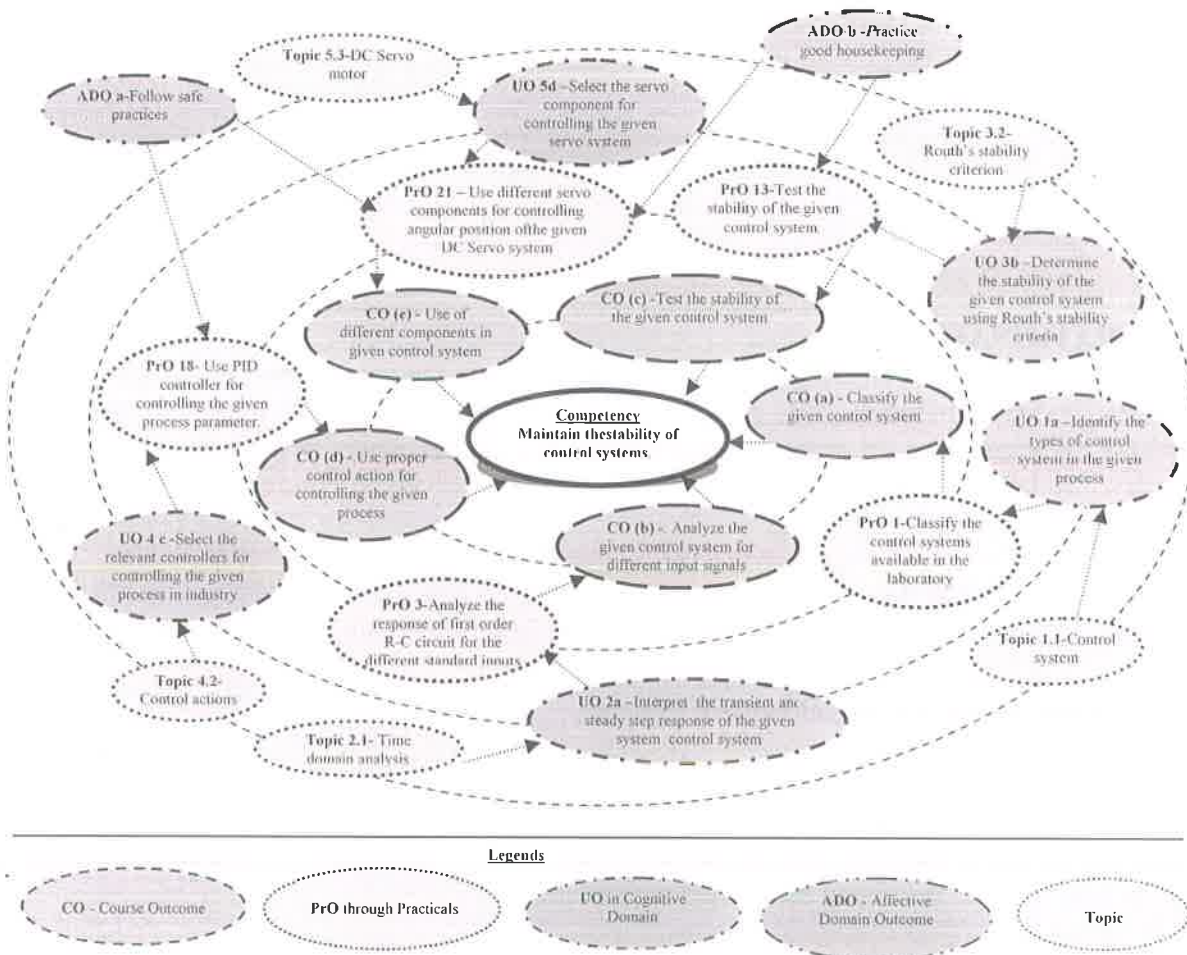 Topic 5.3-DC Servo
motor
ADO b -Practice
good housekeeping
ADO a-Follow safe
practices
UO 5d –Select the servo
component for
controlling the given
servo system
Topic 3.2-
Routh's stability
criterion
PrO 21 – Use different servo
components for controlling
angular position ofthe given
DC Servo system
PrO 13-Test the
stability of the given
control system.
UO 3b –Determine
the stability of the
given control system
using Routh's stability
criteria
CO (e) - Use of
different components in
given control system
CO (c) -Test the stability of
the given control system
PrO 18- Use PID
controller for
controlling the given
process parameter.
Competency
Maintain thestability of
control systems
CO (a) - Classify the
given control system
UO 1a –Identify the
types of control
system in the given
process
CO (d) - Use proper
control action for
controlling the given
process
CO (b) - Analyze the
given control system for
different input signals
PrO 1-Classify the
control systems
available in the
laboratory
UO 4 c -Select the
relevant controllers for
controlling the given
process in industry
PrO 3-Analyze the
response of first order
R-C circuit for the
different standard inputs
Topic 1.1-Control
system
Topic 4.2-
Control actions
UO 2a –Interpret the transient and
steady step response of the given
system control system
Topic 2.1- Time
domain analysis
Legends
CO - Course Outcome
PrO through Practicals
UO in Cognitive
Domain
ADO - Affective
Domain Outcome
Topic